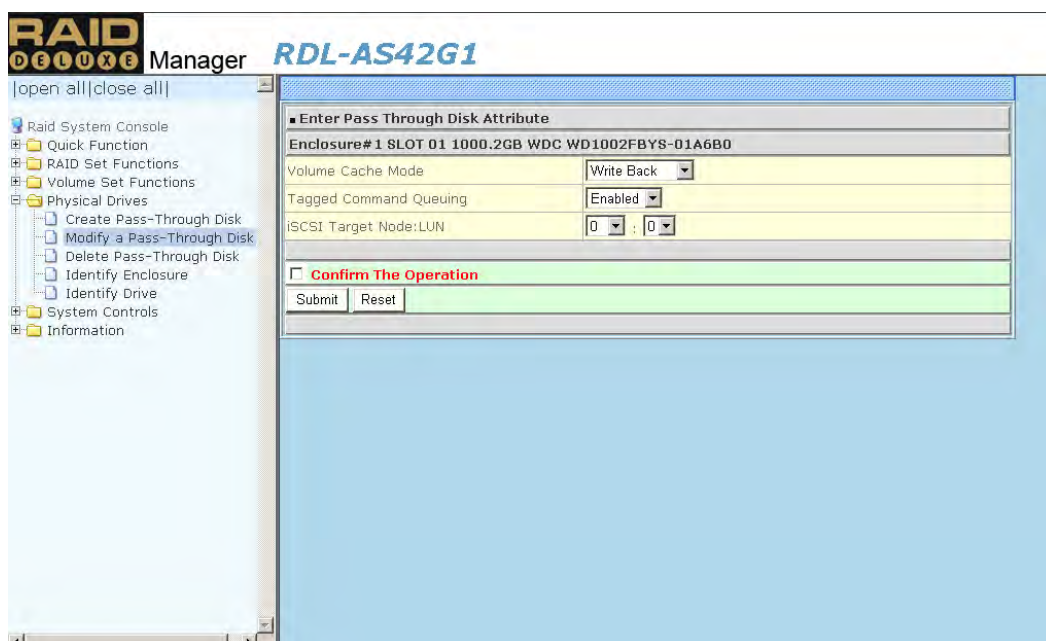 RAID
DELUXE Manager
RDL-AS42G1
|open all|close all|
Raid System Console
Quick Function
RAID Set Functions
Volume Set Functions
Physical Drives
Create Pass-Through Disk
Modify a Pass-Through Disk
Delete Pass-Through Disk
Identify Enclosure
Identify Drive
System Controls
Information
Enter Pass Through Disk Attribute
Enclosure#1 SLOT 01 1000.2GB WDC WD1002FBYS-01A6B0
Volume Cache Mode Write Back
Tagged Command Queuing Enabled
iSCSI Target Node:LUN 0 : 0
Confirm The Operation
Submit Reset